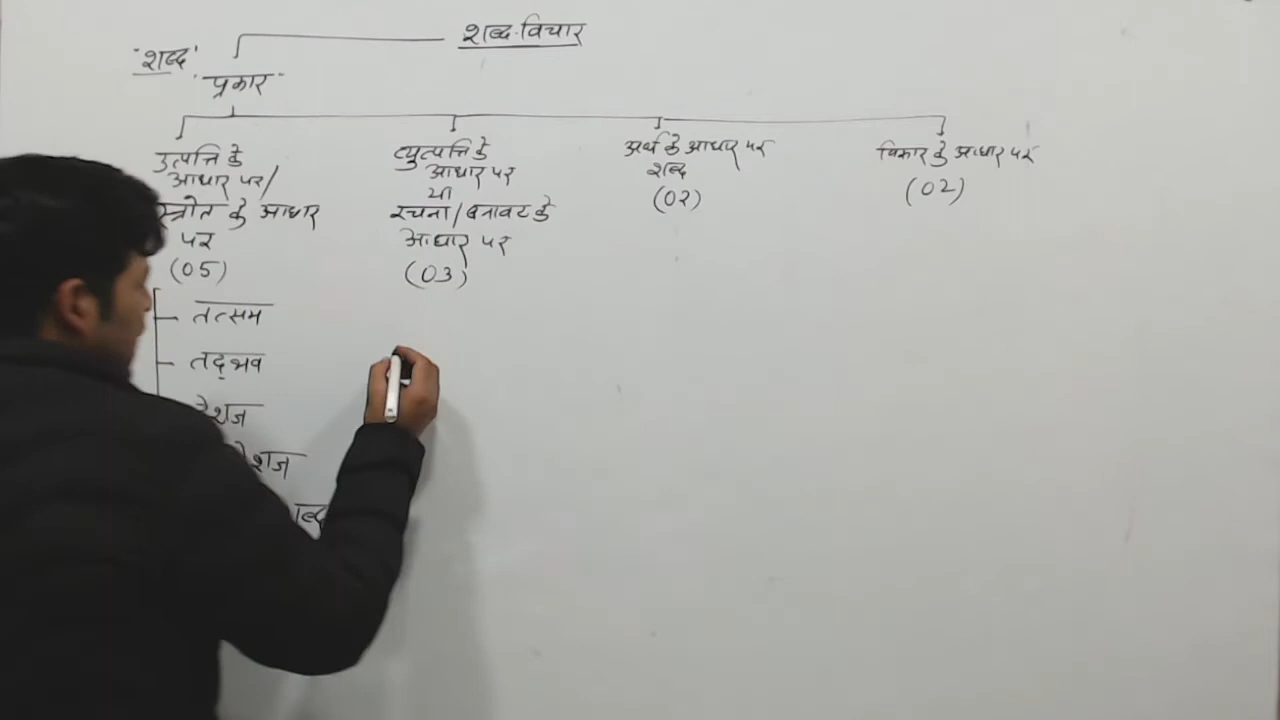 शब्द-विचार
"शब्द"
"प्रकार"
उत्पत्ति के
आधार पर/
स्त्रोत के आधार
पर
(05)
तत्सम
तद्भव
देशज
व्युत्पत्ति के
आधार पर
या
रचना/बनावट के
आधार पर
(03)
अर्थ के आधार पर
शब्द
(02)
विकार के आधार पर
(02)